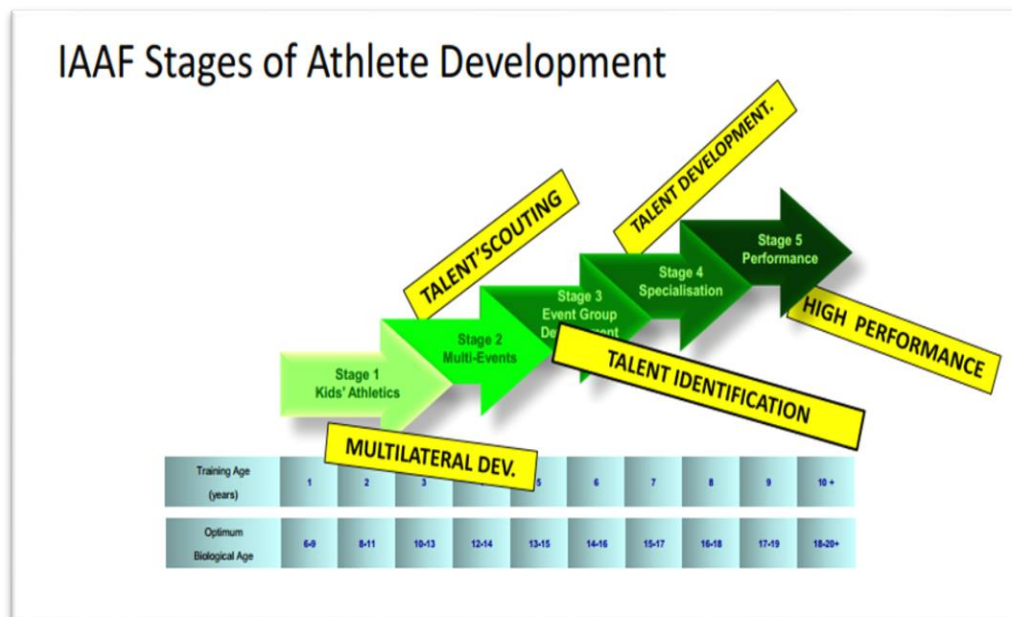 IAAF Stages of Athlete Development
TALENT DEVELOPMENT.
TALENT'SCOUTING
Stage 5
Performance
Stage 4
Specialisation
HIGH PERFORMANCE
Stage 3
Event Group
TALENT IDENTIFICATION
Stage 2
Multi-Events
Stage 1
Kids' Athletics
MULTILATERAL DEV.
Training Age
(years)
1 2 3 5 6 7 8 9 10 +
Optimum
Biological Age
6-9 8-11 10-13 12-14 13-15 14-16 15-17 16-18 17-19 18-20+